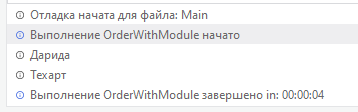 Отладка начата для файла: Main
Выполнение OrderWithModule начато
Дарида
Техарт
Выполнение OrderWithModule завершено in: 00:00:04